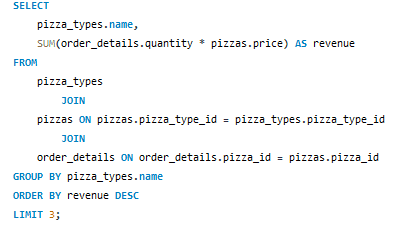 SELECT
pizza_types.name,
SUM(order_details.quantity * pizzas.price) AS revenue
FROM
pizza_types
JOIN
pizzas ON pizzas.pizza_type_id = pizza_types.pizza_type_id
JOIN
order_details ON order_details.pizza_id = pizzas.pizza_id
GROUP BY pizza_types.name
ORDER BY revenue DESC
LIMIT 3;